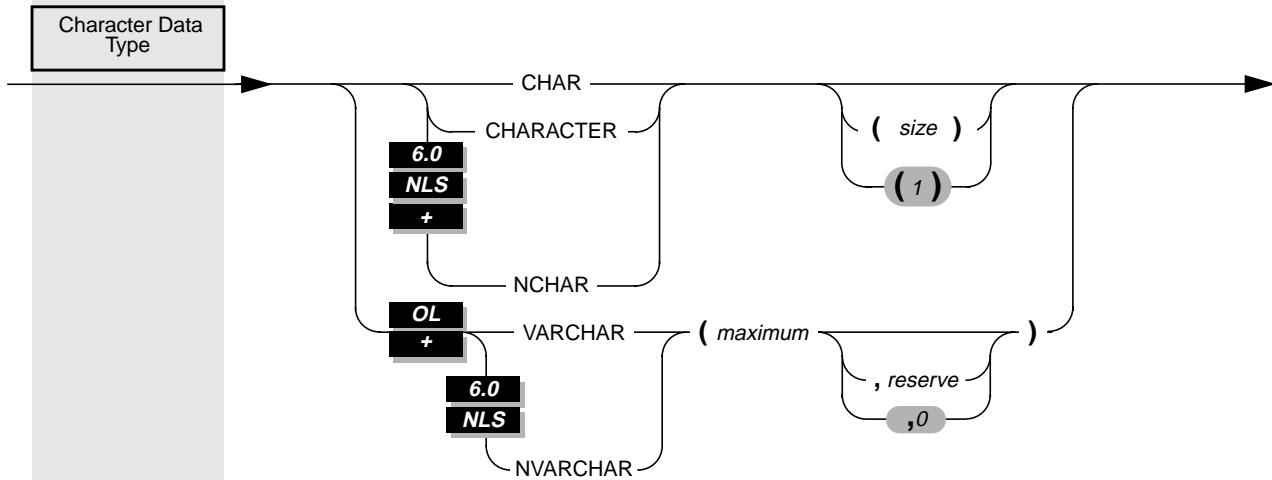 Character Data
Type
CHAR
CHARACTER
( size )
6.0
NLS
+
( 1 )
NCHAR
OL
+
VARCHAR
( maximum
)
, reserve
6.0
NLS
,0
NVARCHAR